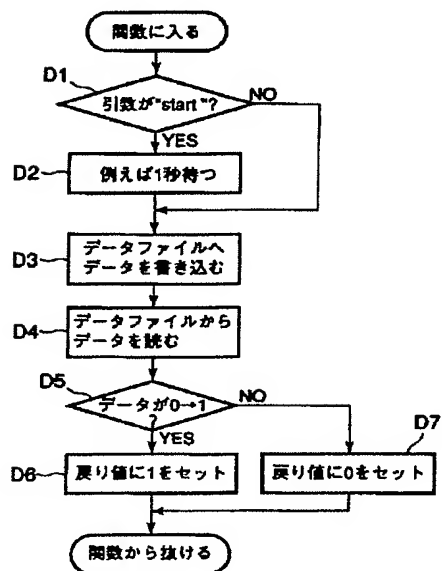 関数に入る
D1
引数が"start"?
NO
YES
D2
例えば1秒待つ
D3
データファイルへ
データを書き込む
D4
データファイルから
データを読む
D5
データが0→1
?
NO
YES
D7
D6
戻り値に1をセット
戻り値に0をセット
関数から抜ける